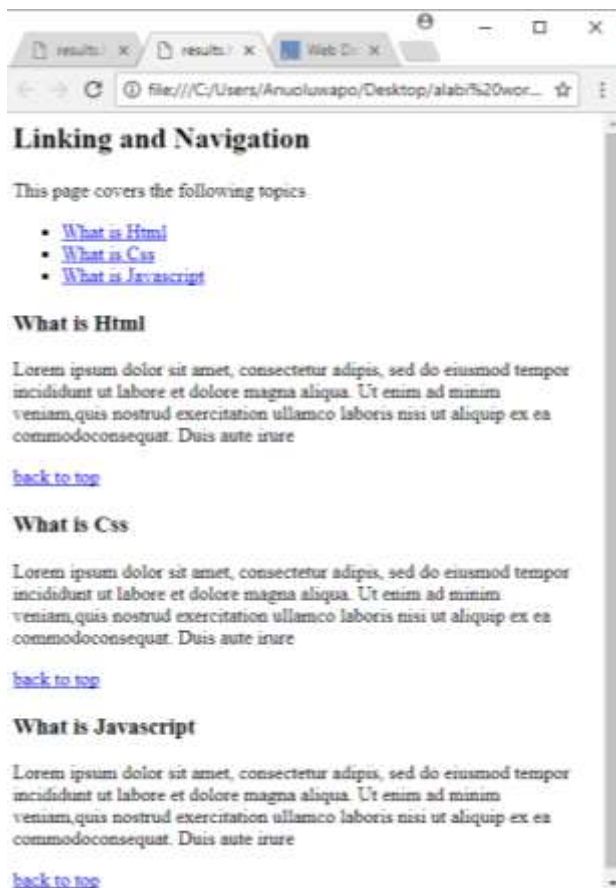 results.l
results.l
Web D
file:///C:/Users/Anuoluwapo/Desktop/alabi%20wor...
Linking and Navigation
This page covers the following topics
What is Html
What is Css
What is Javascript
What is Html
Lorem ipsum dolor sit amet, consectetur adipis, sed do eiusmod tempor
incididunt ut labore et dolore magna aliqua. Ut enim ad minim
veniam,quis nostrud exercitation ullamco laboris nisi ut aliquip ex ea
commodoconsequat. Duis aute irure
back to top
What is Css
Lorem ipsum dolor sit amet, consectetur adipis, sed do eiusmod tempor
incididunt ut labore et dolore magna aliqua. Ut enim ad minim
veniam,quis nostrud exercitation ullamco laboris nisi ut aliquip ex ea
commodoconsequat. Duis aute irure
back to top
What is Javascript
Lorem ipsum dolor sit amet, consectetur adipis, sed do eiusmod tempor
incididunt ut labore et dolore magna aliqua. Ut enim ad minim
veniam,quis nostrud exercitation ullamco laboris nisi ut aliquip ex ea
commodoconsequat. Duis aute irure
back to top